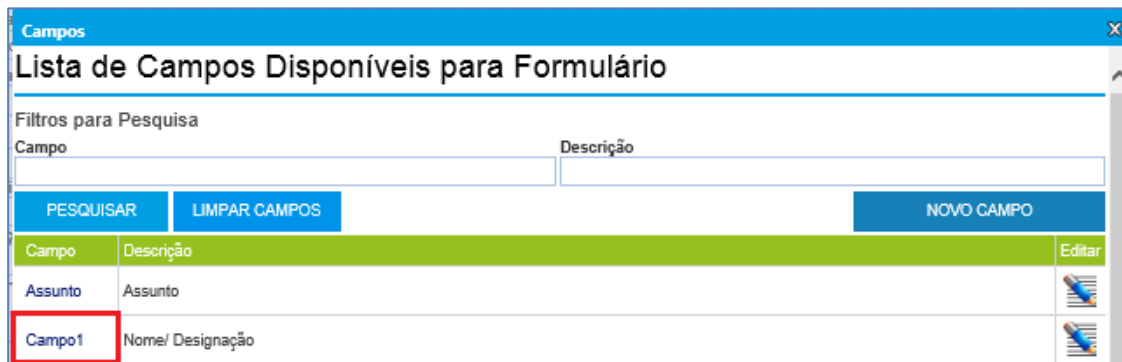 Campos
Lista de Campos Disponíveis para Formulário
Filtros para Pesquisa
Campo Descrição
PESQUISAR LIMPAR CAMPOS NOVO CAMPO
Campo Descrição Editar
Assunto Assunto
Campo1 Nome/ Designação